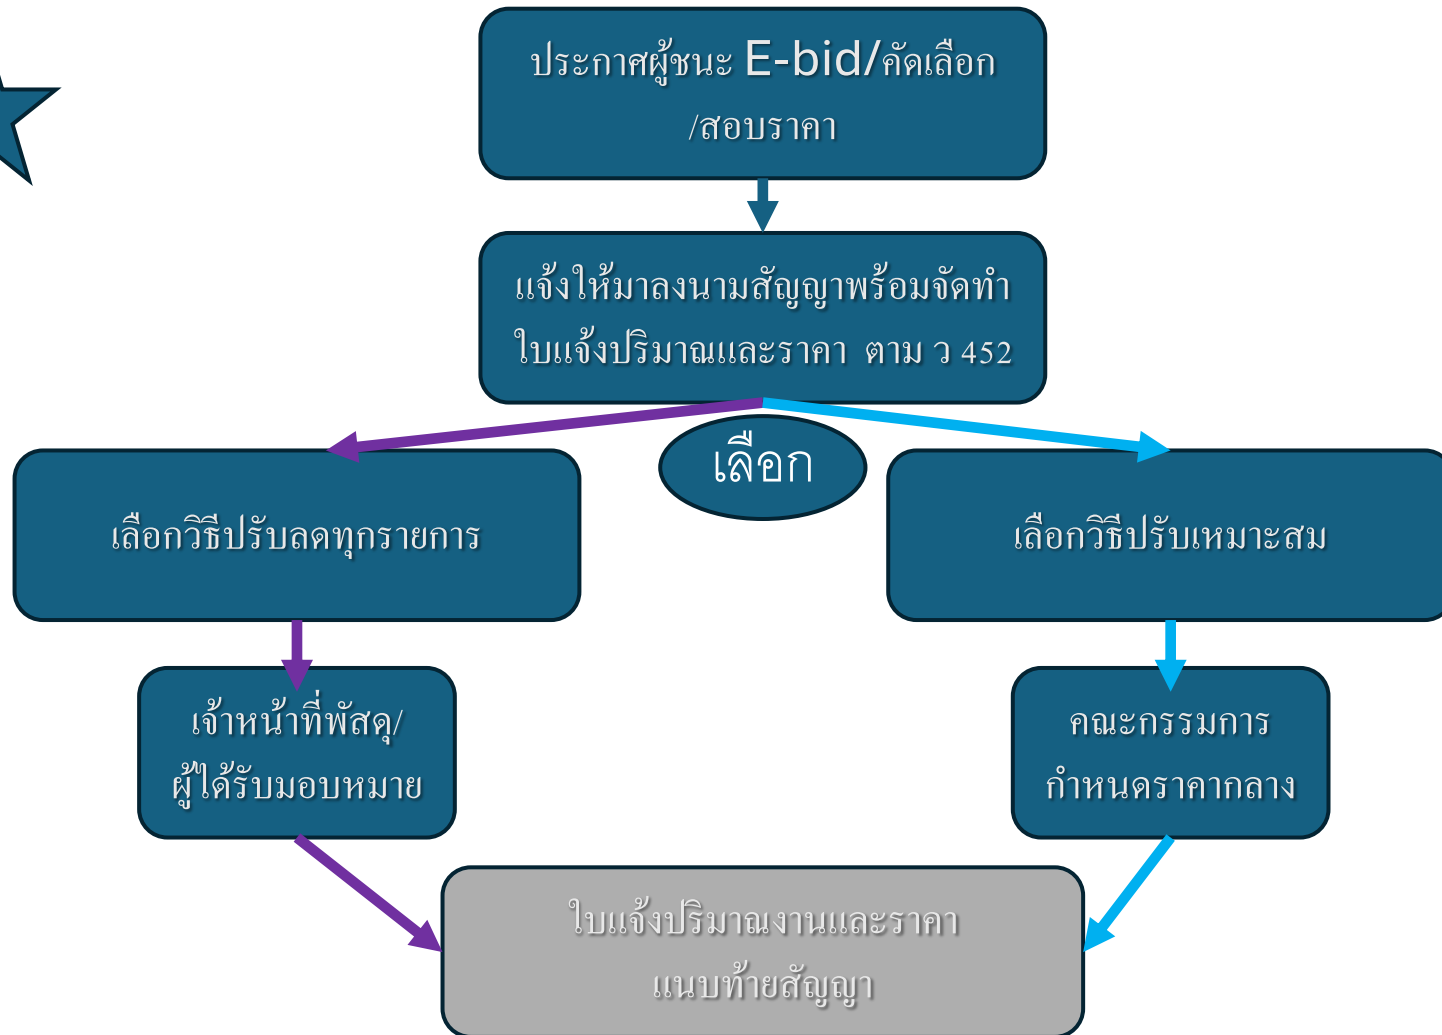 ประกาศผู้ชนะ E-bid/คัดเลือก
/สอบราคา
แจ้งให้มาลงนามสัญญาพร้อมจัดทำ
ใบแจ้งปริมาณและราคา ตาม ว 452
เลือก
เลือกวิธีปรับลดทุกรายการ
เลือกวิธีปรับเหมาะสม
เจ้าหน้าที่พัสดุ/
ผู้ได้รับมอบหมาย
คณะกรรมการ
กำหนดราคากลาง
ใบแจ้งปริมาณงานและราคา
แนบท้ายสัญญา